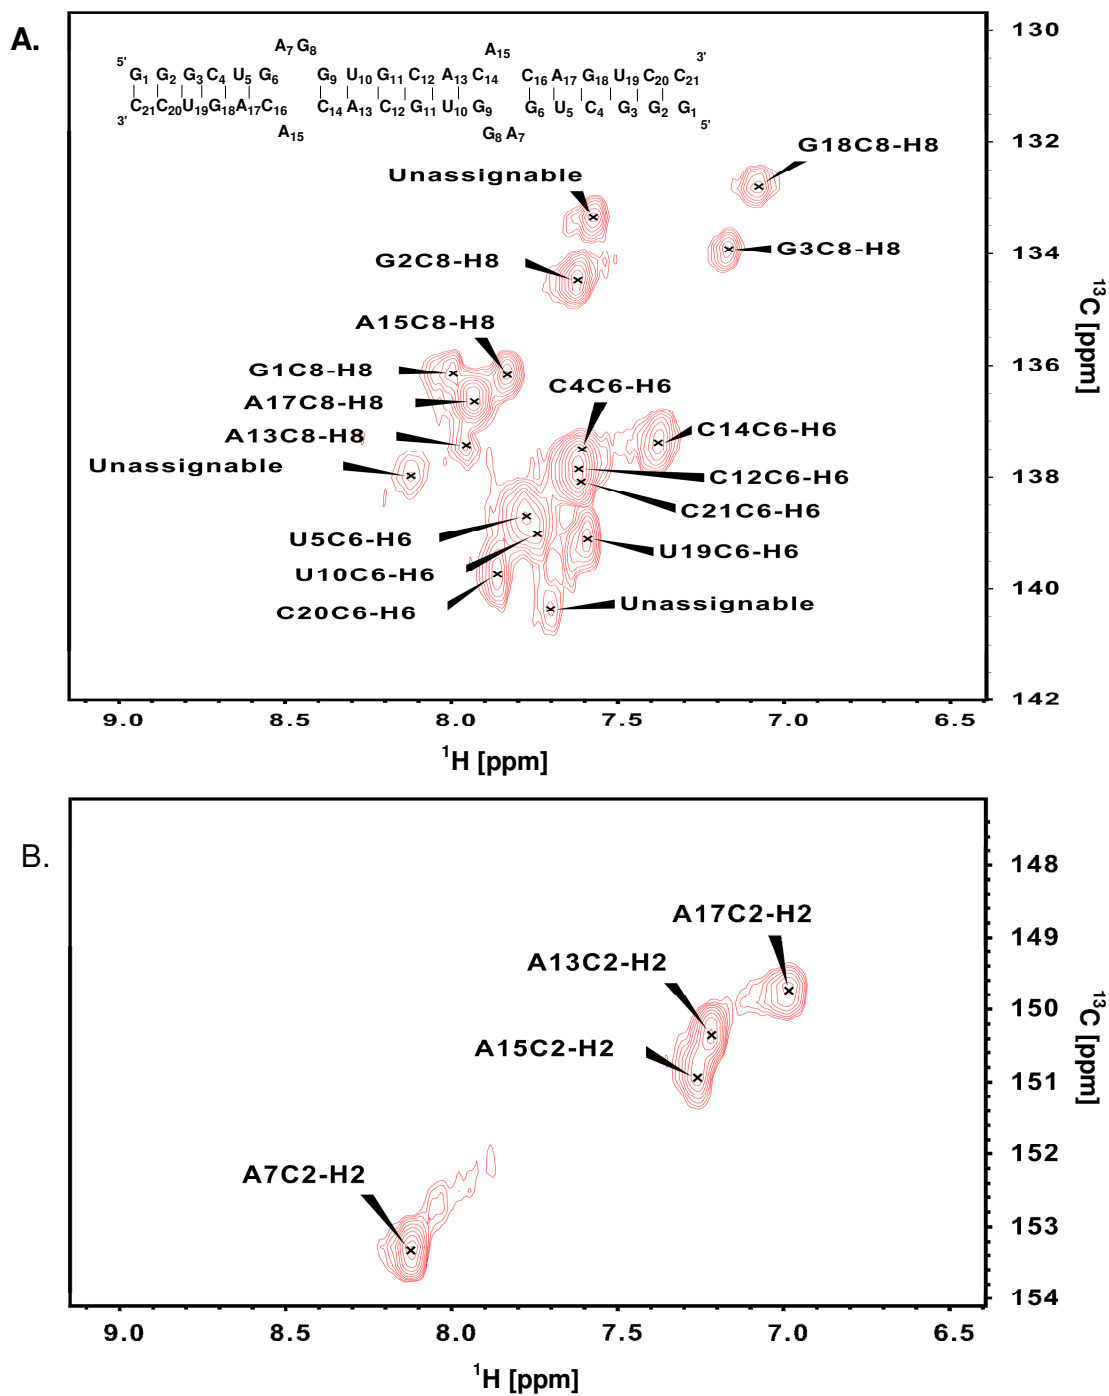 A.
A7 G8
A15
5'
3'
G1 G2 G3 C4 U5 G6 G9 U10 G11 C12 A13 C14 C16 A17 G18 U19 C20 C21
C21 C20 U19 G18 A17 C16 C14 A13 C12 G11 U10 G9 G6 U5 C4 G3 G2 G1
3'
5'
A15
G8 A7
130
132
134
136
138
140
142
13C [ppm]
G18C8-H8
Unassignable
G3C8-H8
G2C8-H8
A15C8-H8
G1C8-H8
C4C6-H6
A17C8-H8
A13C8-H8
C14C6-H6
Unassignable
C12C6-H6
C21C6-H6
U5C6-H6
U19C6-H6
U10C6-H6
C20C6-H6
Unassignable
9.0 8.5 8.0 7.5 7.0 6.5
1H [ppm]
B.
148
149
150
151
152
153
154
13C [ppm]
A17C2-H2
A13C2-H2
A15C2-H2
A7C2-H2
9.0 8.5 8.0 7.5 7.0 6.5
1H [ppm]